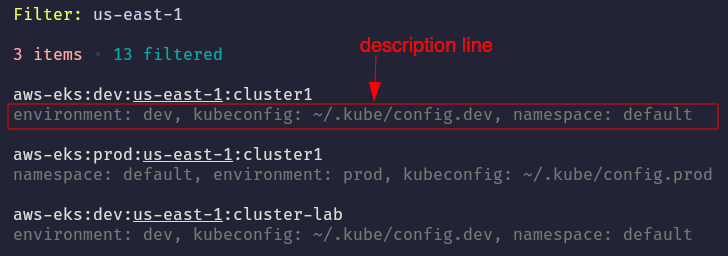 Filter: us-east-1
3 items • 13 filtered
description line
aws-eks:dev:us-east-1:cluster1
environment: dev, kubeconfig: ~/.kube/config.dev, namespace: default
aws-eks:prod:us-east-1:cluster1
namespace: default, environment: prod, kubeconfig: ~/.kube/config.prod
aws-eks:dev:us-east-1:cluster-lab
environment: dev, kubeconfig: ~/.kube/config.dev, namespace: default